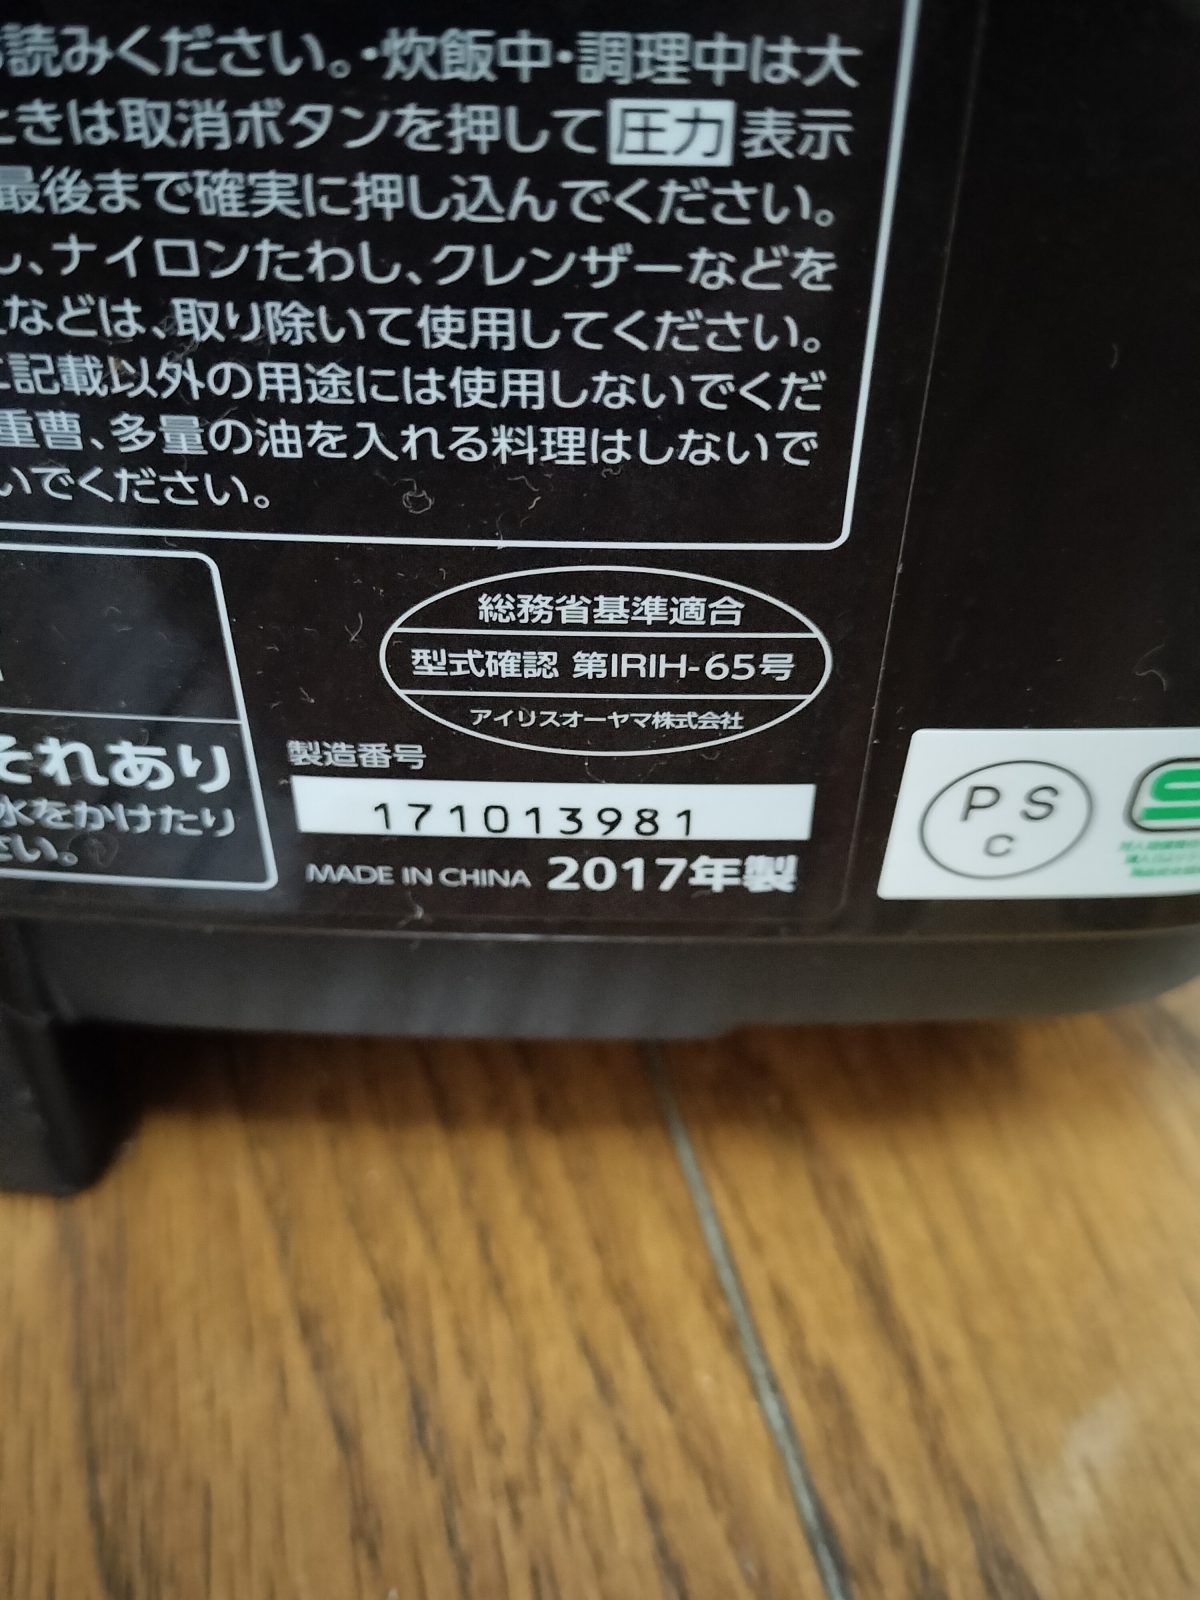 読みください。・炊飯中・調理中は大
ときは取消ボタンを押して圧力表示
最後まで確実に押し込んでください。
し、ナイロンたわし、クレンザーなどを
などは、取り除いて使用してください。
に記載以外の用途には使用しないでくだ
重曹、多量の油を入れる料理はしないで
いでください。
総務省基準適合
型式確認 第IRIH-65号
アイリスオーヤマ株式会社
それあり
水をかけたり
さい。
製造番号
171013981
MADE IN CHINA 2017年製
PS
C